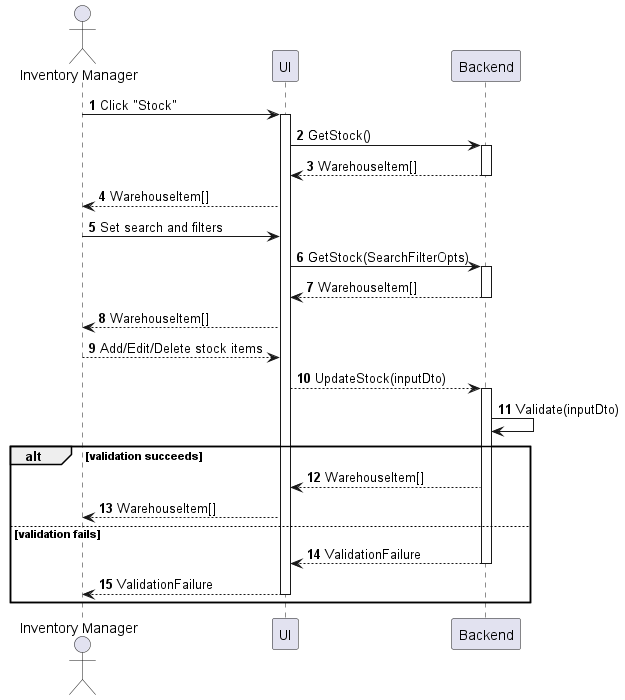 Inventory Manager
UI
Backend
1 Click "Stock"
2 GetStock()
3 WarehouseItem[]
4 WarehouseItem[]
5 Set search and filters
6 GetStock(SearchFilterOpts)
7 WarehouseItem[]
8 WarehouseItem[]
9 Add/Edit/Delete stock items
10 UpdateStock(inputDto)
11 Validate(inputDto)
alt [validation succeeds]
12 WarehouseItem[]
13 WarehouseItem[]
[validation fails]
14 ValidationFailure
15 ValidationFailure
Inventory Manager
UI
Backend